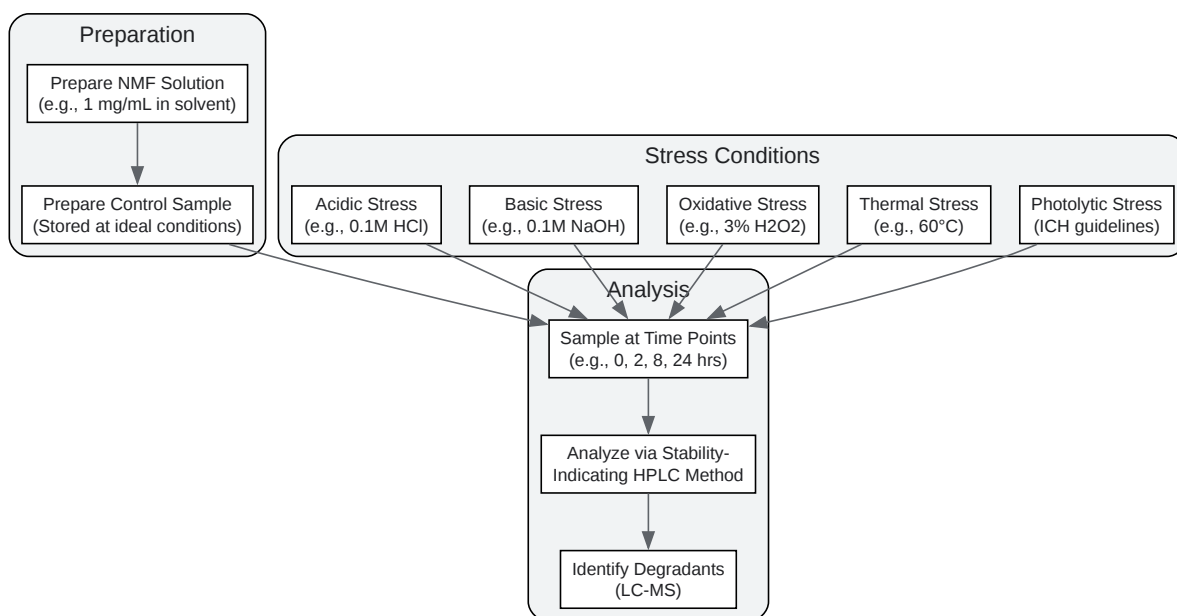 Preparation
Prepare NMF Solution
(e.g., 1 mg/mL in solvent)
Prepare Control Sample
(Stored at ideal conditions)
Stress Conditions
Acidic Stress
(e.g., 0.1M HCl)
Basic Stress
(e.g., 0.1M NaOH)
Oxidative Stress
(e.g., 3% H2O2)
Thermal Stress
(e.g., 60°C)
Photolytic Stress
(ICH guidelines)
Analysis
Sample at Time Points
(e.g., 0, 2, 8, 24 hrs)
Analyze via Stability-
Indicating HPLC Method
Identify Degradants
(LC-MS)